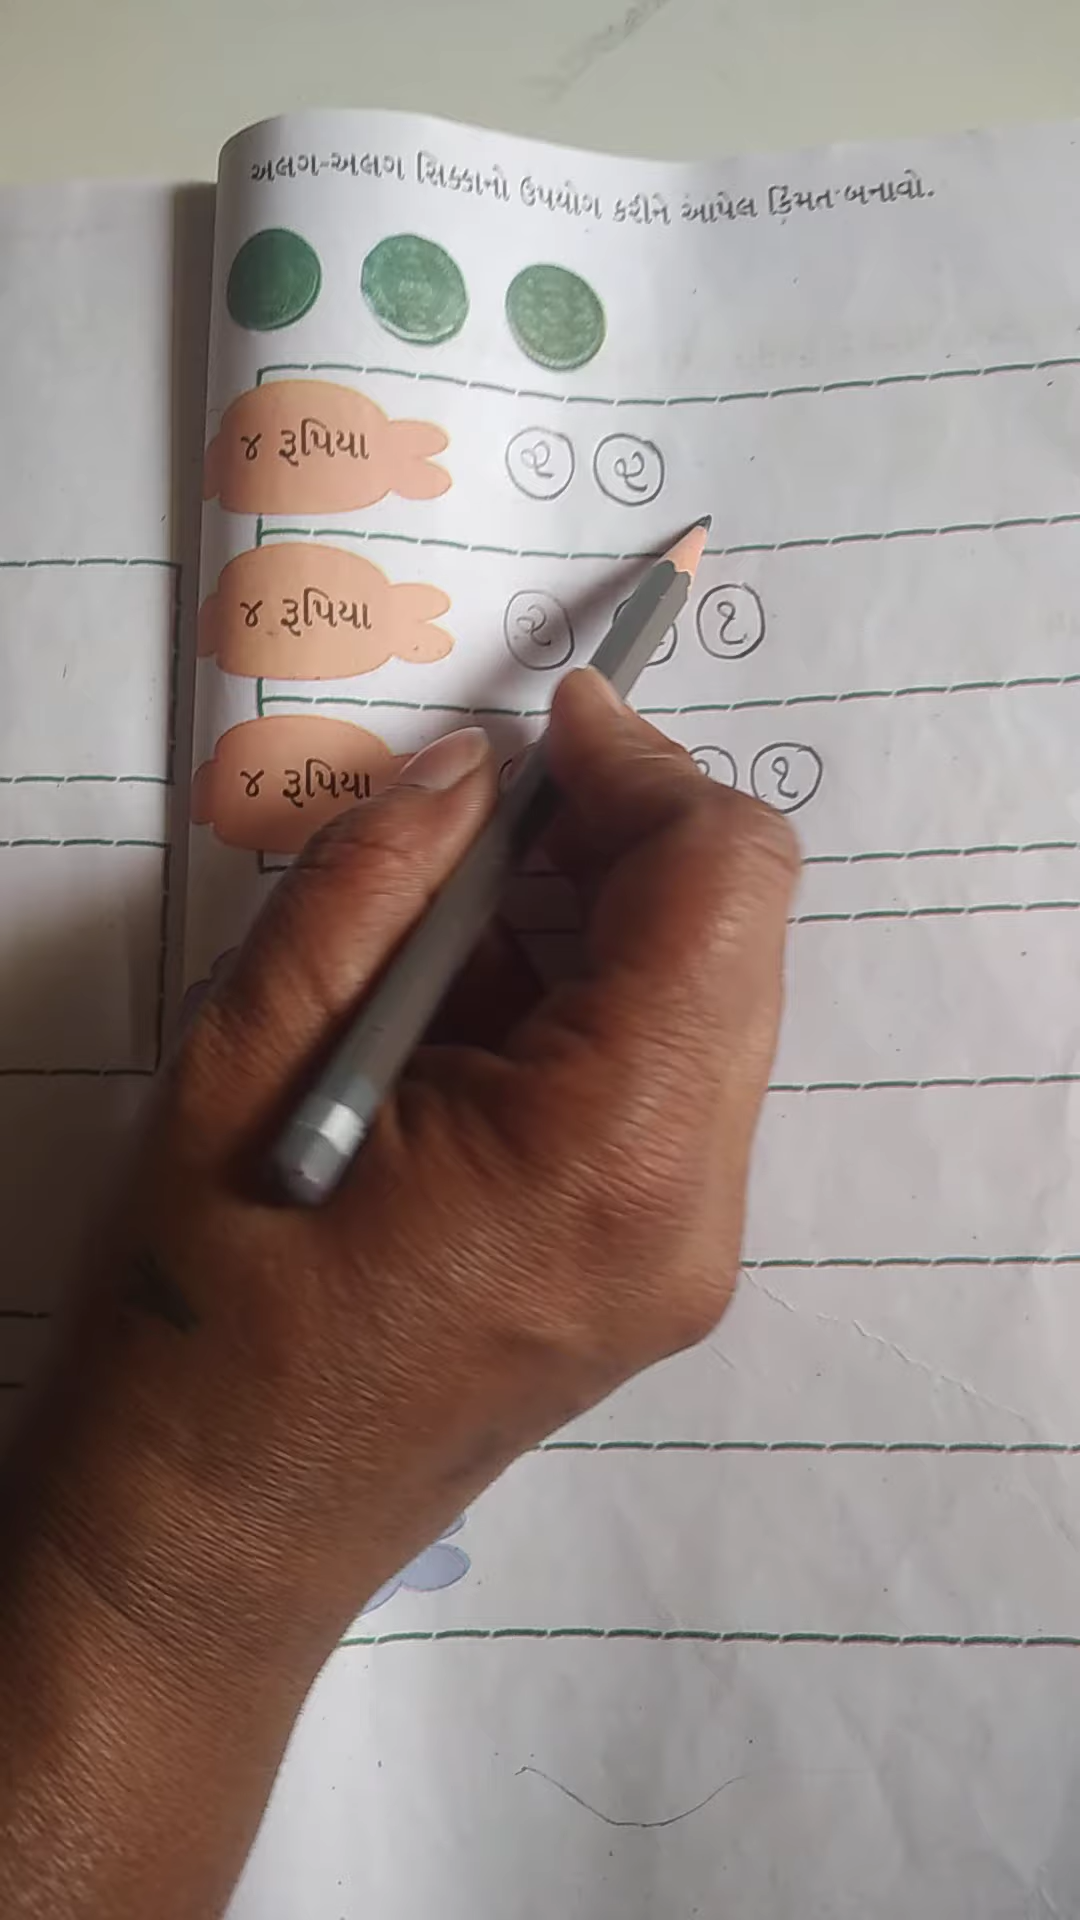 અલગ-અલગ સિક્કાનો ઉપયોગ કરીને આપેલ કિંમત બનાવો.
૪ રૂપિયા ૨ ૨
૪ રૂપિયા ૨ ૧
૪ રૂપિયા ૧